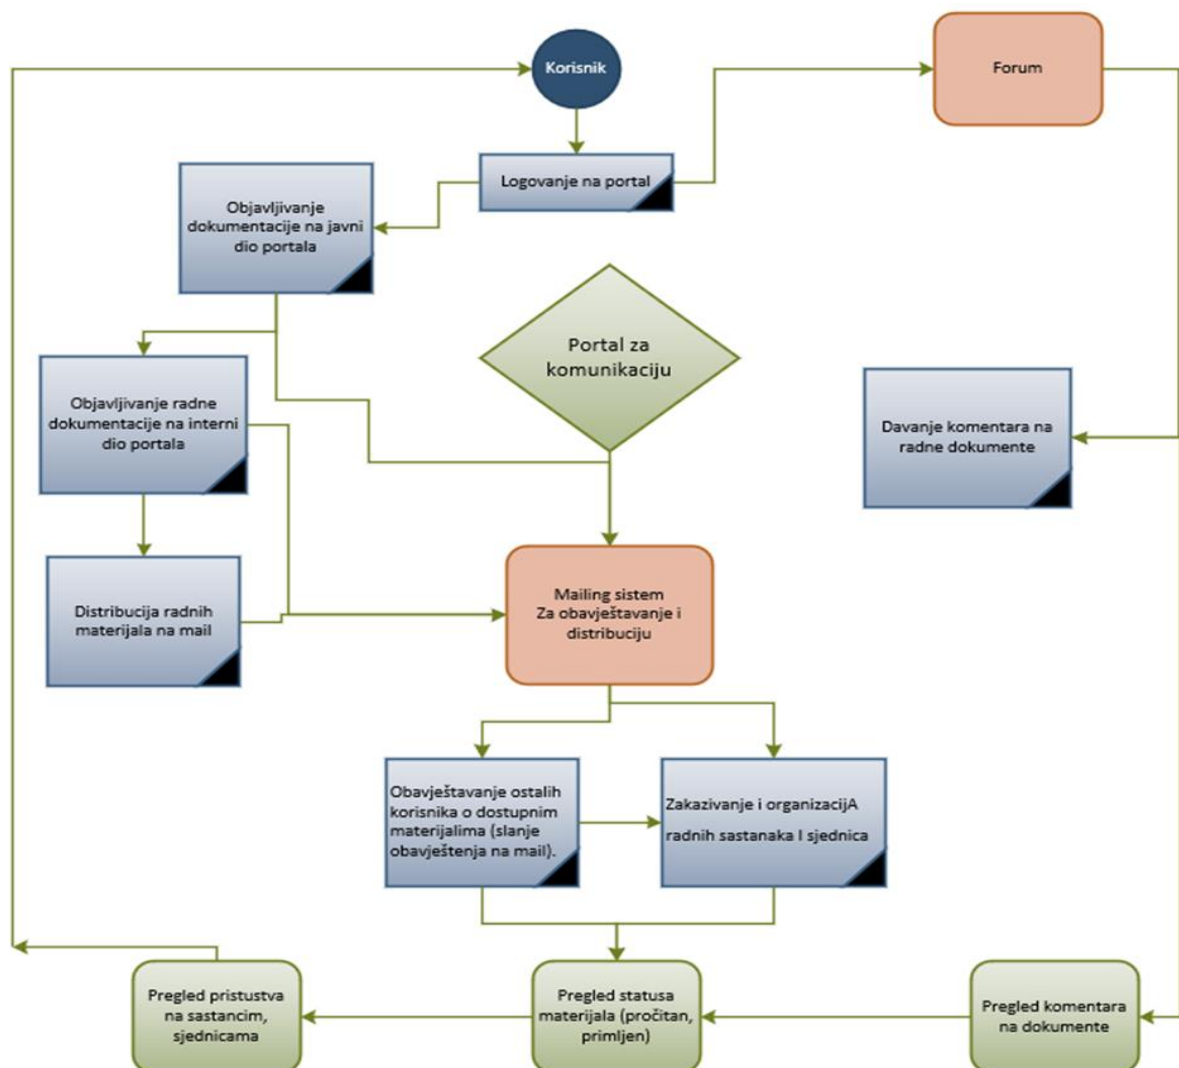 Korisnik
Forum
Logovanje na portal
Objavljivanje
dokumentacije na javni
dio portala
Portal za
komunikaciju
Objavljivanje radne
dokumentacije na interni
dio portala
Davanje komentara na
radne dokumente
Distribucija radnih
materijala na mail
Mailing sistem
Za obavještavanje i
distribuciju
Obavještavanje ostalih
korisnika o dostupnim
materijalima (slanje
obavještenja na mail).
Zakazivanje i organizacijA
radnih sastanaka I sjednica
Pregled pristustva
na sastancim,
sjednicama
Pregled statusa
materijala (pročitan,
primljen)
Pregled komentara
na dokumente